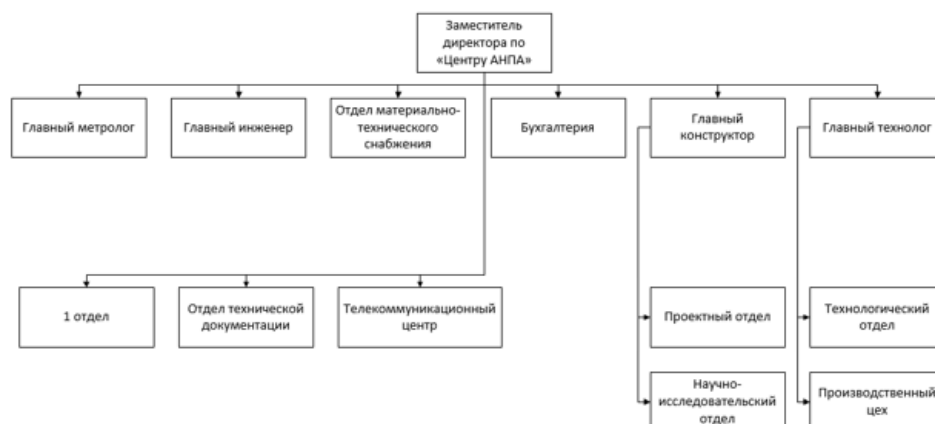 Заместитель
директора по
«Центру АНПА»
Главный метролог
Главный инженер
Отдел материально-
технического
снабжения
Бухгалтерия
Главный
конструктор
Главный технолог
1 отдел
Отдел технической
документации
Телекоммуникационный
центр
Проектный отдел
Технологический
отдел
Научно-
исследовательский
отдел
Производственный
цех